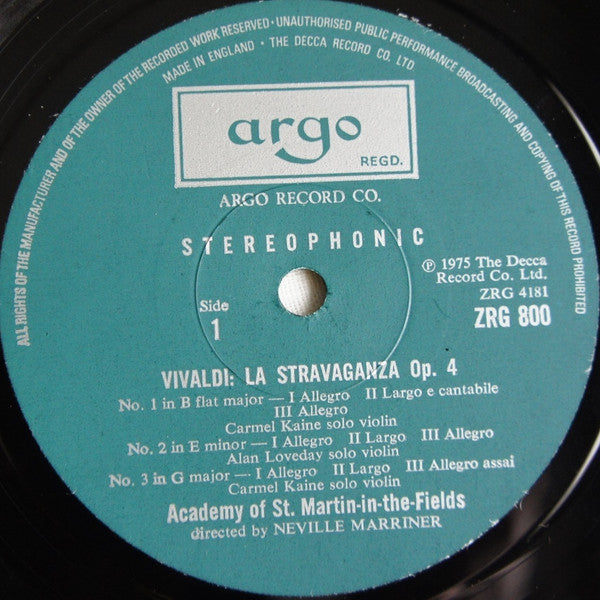 ALL RIGHTS OF THE MANUFACTURER AND OF THE OWNER OF THE RECORDED WORK RESERVED · UNAUTHORISED PUBLIC PERFORMANCE BROADCASTING AND COPYING OF THIS RECORD PROHIBITED
MADE IN ENGLAND · THE DECCA RECORD CO. LTD
argo
REGD.
ARGO RECORD CO.
STEREOPHONIC
℗ 1975 The Decca
Record Co. Ltd.
ZRG 4181
ZRG 800
Side
1
VIVALDI: LA STRAVAGANZA Op. 4
No. 1 in B flat major — I Allegro II Largo e cantabile
III Allegro
Carmel Kaine solo violin
No. 2 in E minor — I Allegro II Largo III Allegro
Alan Loveday solo violin
No. 3 in G major — I Allegro II Largo III Allegro assai
Carmel Kaine solo violin
Academy of St. Martin-in-the-Fields
directed by NEVILLE MARRINER